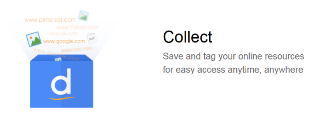 Collect
Save and tag your online resources
for easy access anytime, anywhere
d